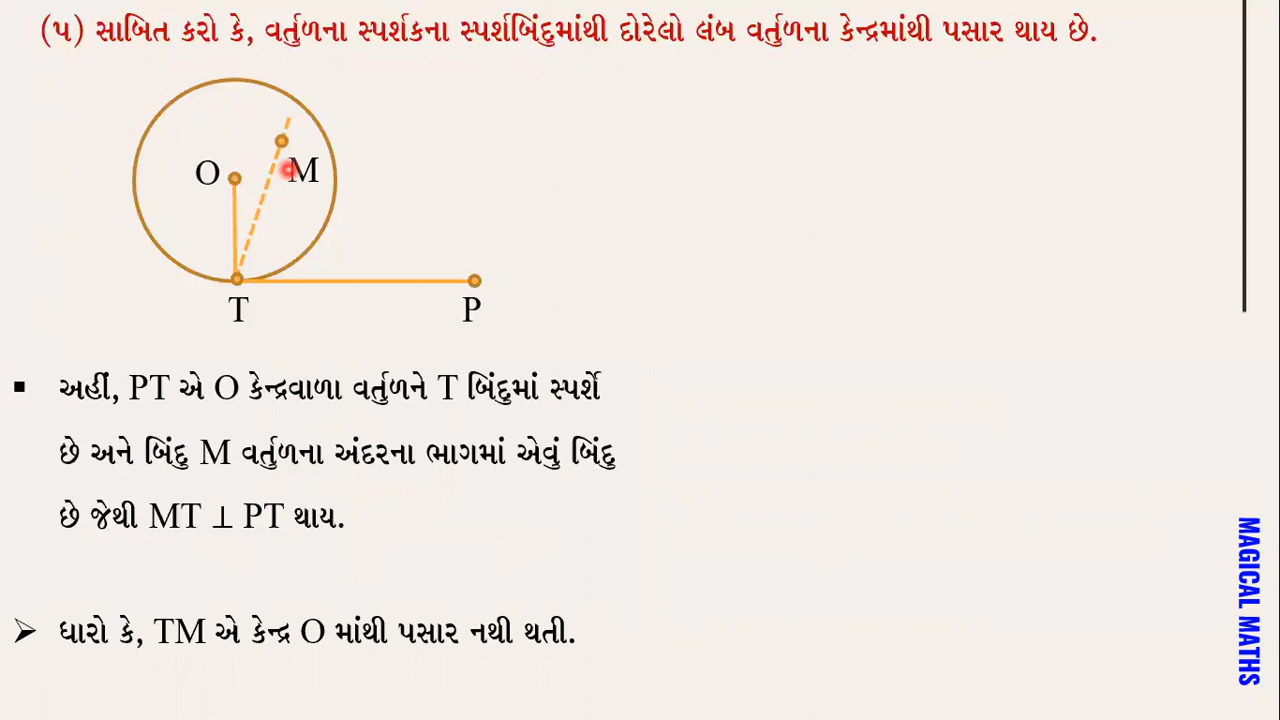 (૫) સાબિત કરો કે, વર્તુળના સ્પર્શકના સ્પર્શબિંદુમાંથી દોરેલો લંબ વર્તુળના કેન્દ્રમાંથી પસાર થાય છે.
O
M
T
P
▪ અહીં, PT એ O કેન્દ્રવાળા વર્તુળને T બિંદુમાં સ્પર્શે
છે અને બિંદુ M વર્તુળના અંદરના ભાગમાં એવું બિંદુ
છે જેથી MT ⊥ PT થાય.
➢ ધારો કે, TM એ કેન્દ્ર O માંથી પસાર નથી થતી.
MAGICAL MATHS